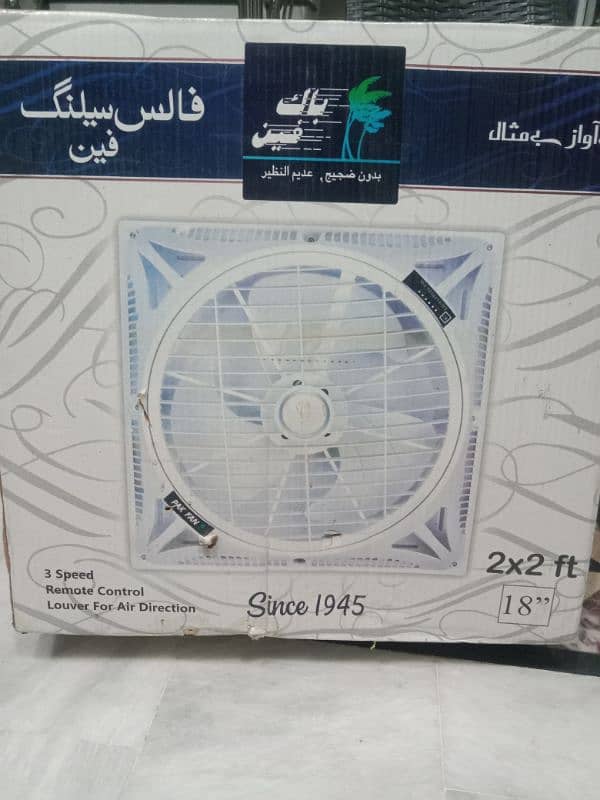 فالس سیلنگ
فین
پاک
فین
بدون ضجيج, عديم النظير
بے مثال
PAK FAN
3 Speed
Remote Control
Louver For Air Direction
Since 1945
2x2 ft
18”